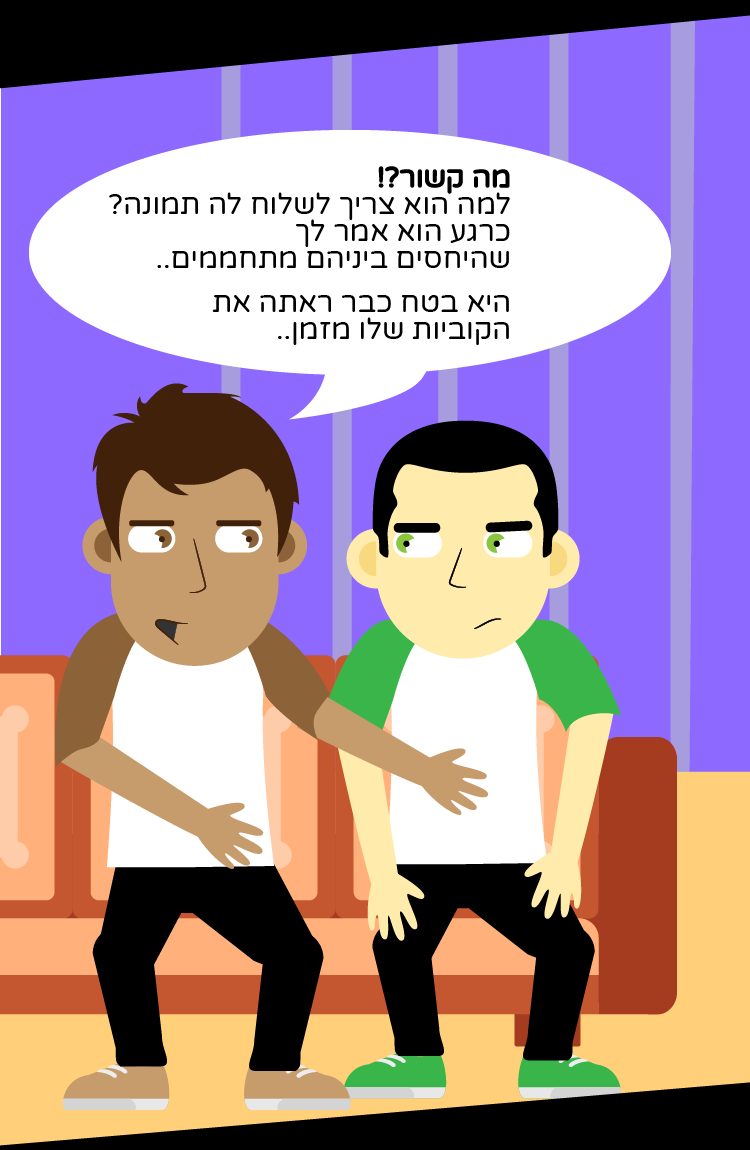 מה קשור?!
למה הוא צריך לשלוח לה תמונה?
כרגע הוא אמר לך
שהיחסים ביניהם מתחממים..
היא בטח כבר ראתה את
הקוביות שלו מזמן..